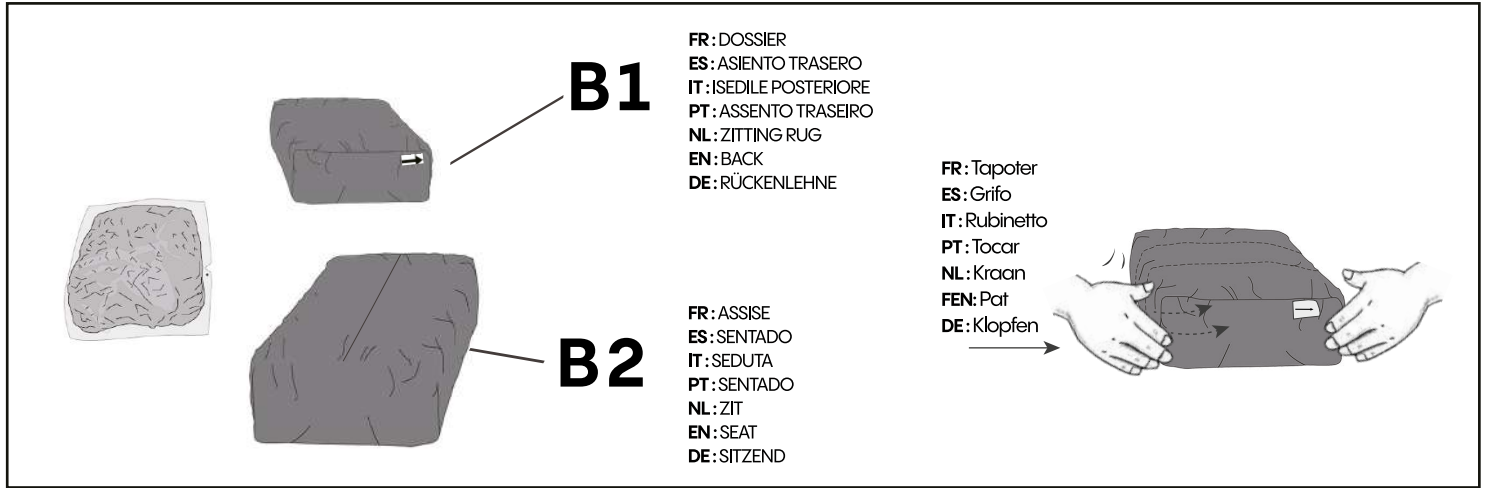 B1
FR: DOSSIER
ES: ASIENTO TRASERO
IT: ISEDILE POSTERIORE
PT: ASSENTO TRASEIRO
NL: ZITTING RUG
EN: BACK
DE: RÜCKENLEHNE
B2
FR: ASSISE
ES: SENTADO
IT: SEDUTA
PT: SENTADO
NL: ZIT
EN: SEAT
DE: SITZEND
FR: Tapoter
ES: Grifo
IT: Rubinetto
PT: Tocar
NL: Kraan
FEN: Pat
DE: Klopfen